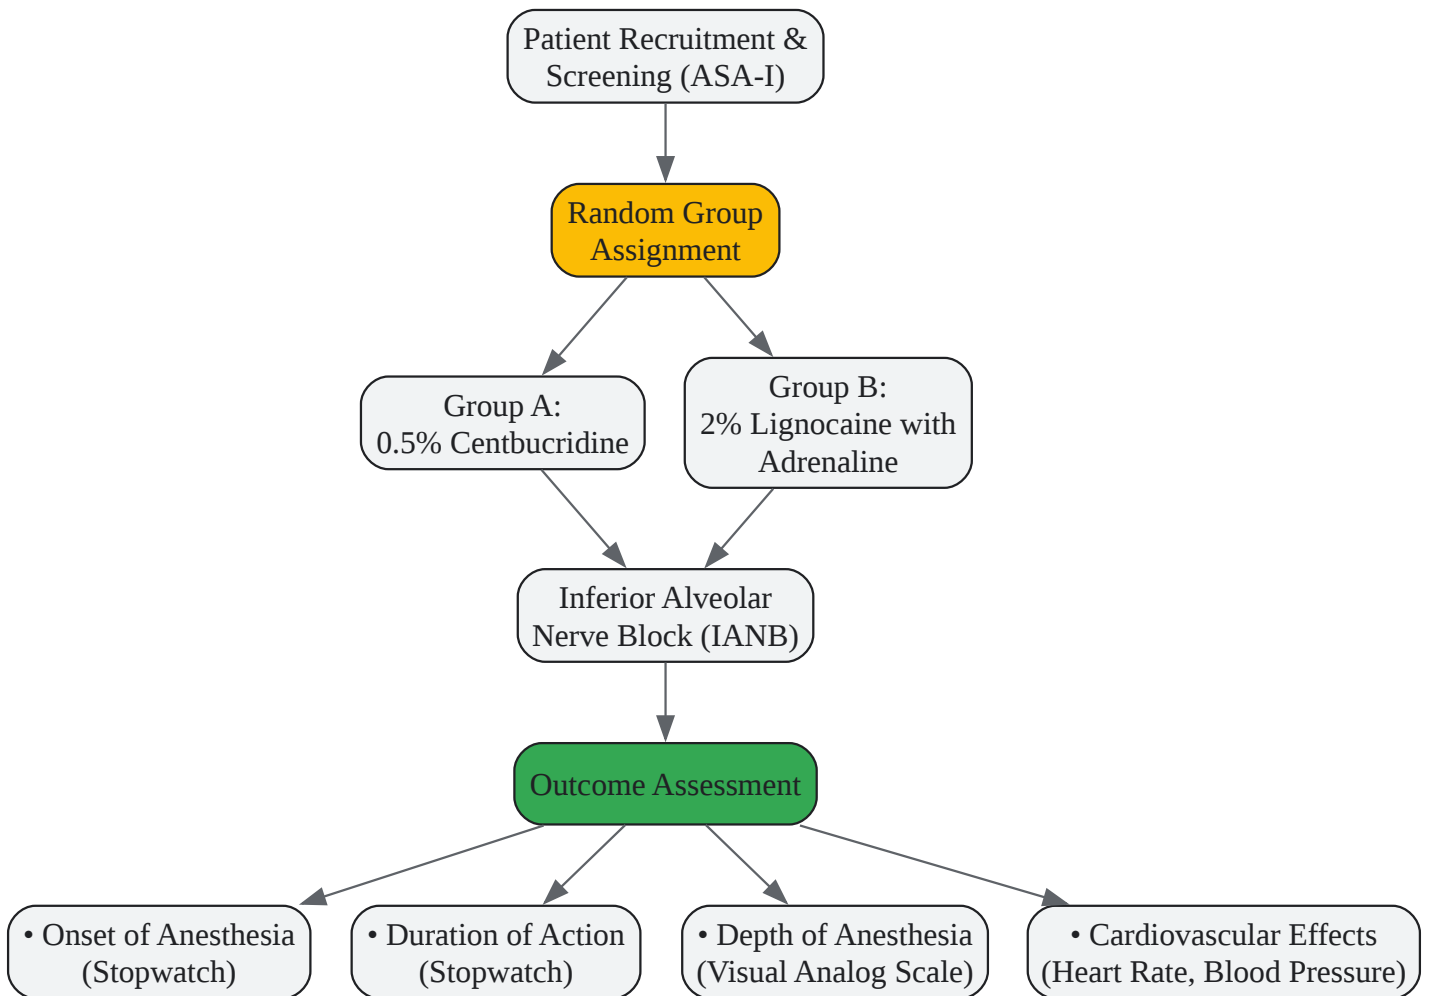 Patient Recruitment &
Screening (ASA-I)
Random Group
Assignment
Group A:
0.5% Centbucridine
Group B:
2% Lignocaine with
Adrenaline
Inferior Alveolar
Nerve Block (IANB)
Outcome Assessment
• Onset of Anesthesia
(Stopwatch)
• Duration of Action
(Stopwatch)
• Depth of Anesthesia
(Visual Analog Scale)
• Cardiovascular Effects
(Heart Rate, Blood Pressure)